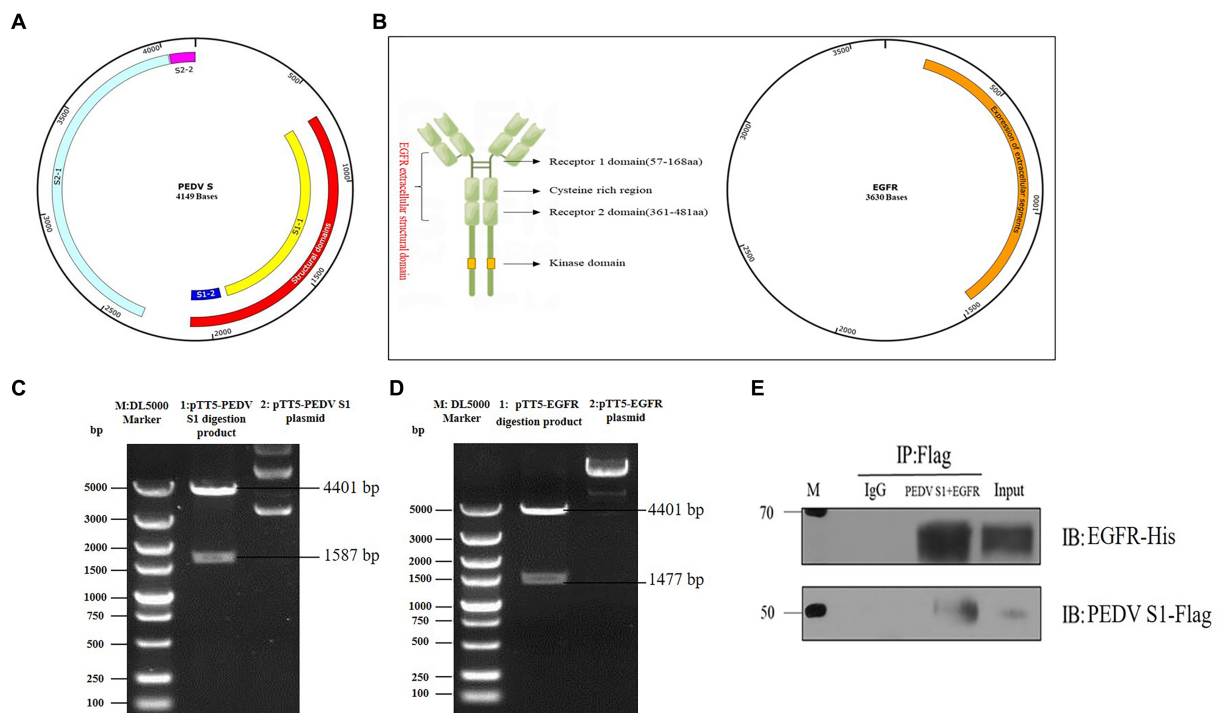 A
4000
S2-2
500
3500
1000
S2-1
PEDV S
4149 Bases
S1-1
Structural domains
3000
S1-2
1500
2500
2000
B
EGFR extracellular structural domain
Receptor 1 domain(57-168aa)
Cysteine rich region
Receptor 2 domain(361-481aa)
Kinase domain
3500
500
3000
Expression of extracellular segments
EGFR
3630 Bases
1000
2500
1500
2000
C
M:DL5000
Marker
1:pTT5-PEDV
S1 digestion
product
2: pTT5-PEDV S1
plasmid
bp
5000
3000
2000
1500
1000
750
500
250
100
4401 bp
1587 bp
D
M: DL5000
Marker
1: pTT5-EGFR
digestion product
2:pTT5-EGFR
plasmid
bp
5000
3000
2000
1500
1000
750
500
250
100
4401 bp
1477 bp
E
IP:Flag
M
IgG
PEDV S1+EGFR
Input
70
IB:EGFR-His
50
IB:PEDV S1-Flag